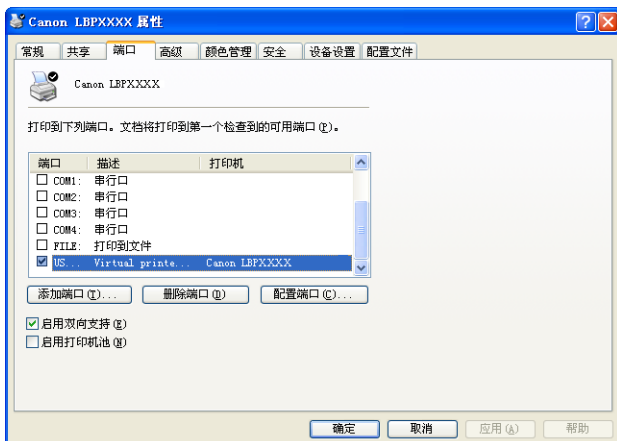 Canon LBPXXXX 属性
常规 共享 端口 高级 颜色管理 安全 设备设置 配置文件
Canon LBPXXXX
打印到下列端口。文档将打印到第一个检查到的可用端口(P)。
端口 描述 打印机
COM1: 串行口
COM2: 串行口
COM3: 串行口
COM4: 串行口
FILE: 打印到文件
US... Virtual printe... Canon LBPXXXX
添加端口(T)... 删除端口(D) 配置端口(C)...
启用双向支持(E)
启用打印机池(N)
确定 取消 应用(A) 帮助